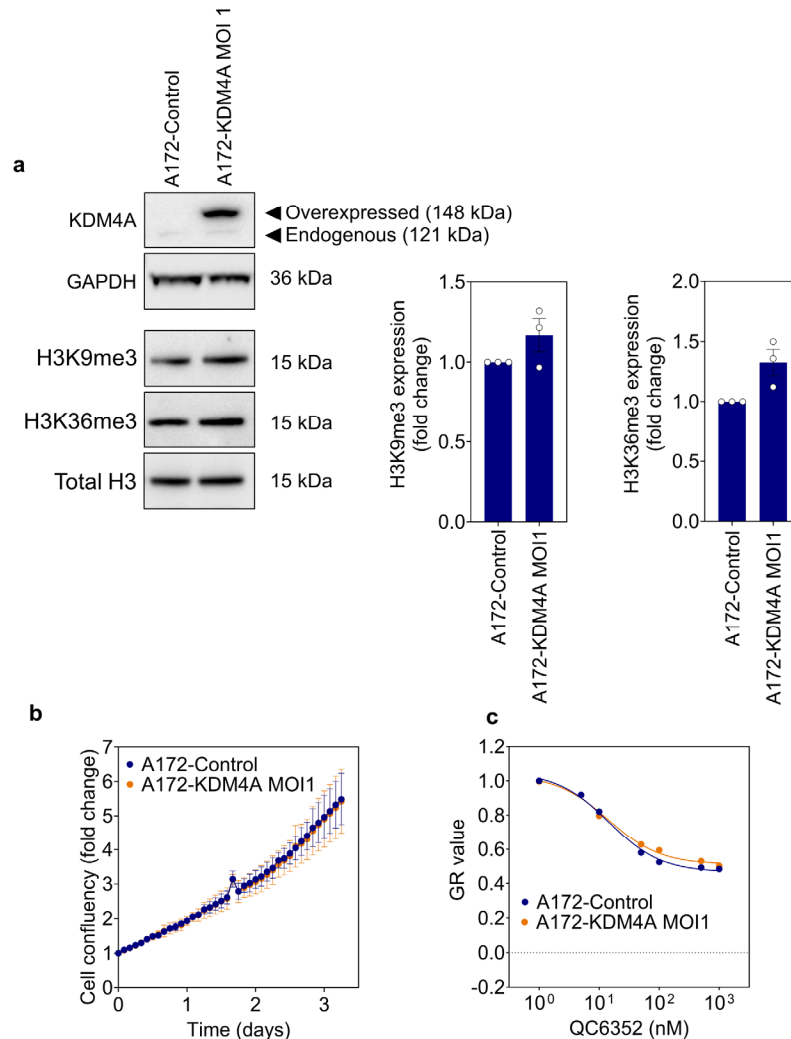 a
A172-Control
A172-KDM4A MOI 1
KDM4A
Overexpressed (148 kDa)
Endogenous (121 kDa)
GAPDH
36 kDa
H3K9me3
15 kDa
H3K36me3
15 kDa
Total H3
15 kDa
H3K9me3 expression
(fold change)
1.5
1.0
0.5
0.0
A172-Control
A172-KDM4A MOI1
H3K36me3 expression
(fold change)
2.0
1.5
1.0
0.5
0.0
A172-Control
A172-KDM4A MOI1
b
Cell confluency (fold change)
7
6
5
4
3
2
1
0
A172-Control
A172-KDM4A MOI1
0
1
2
3
Time (days)
c
GR value
1.2
1.0
0.8
0.6
0.4
0.2
0.0
-0.2
A172-Control
A172-KDM4A MOI1
10⁰
10¹
10²
10³
QC6352 (nM)